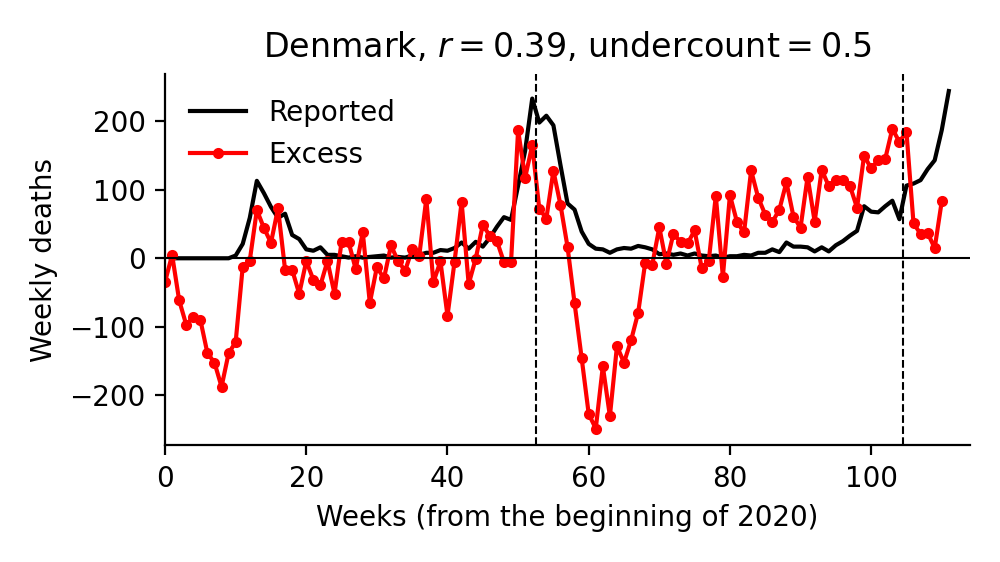 Denmark, r = 0.39, undercount = 0.5
Reported
Excess
Weekly deaths
200
100
0
−100
−200
0 20 40 60 80 100
Weeks (from the beginning of 2020)